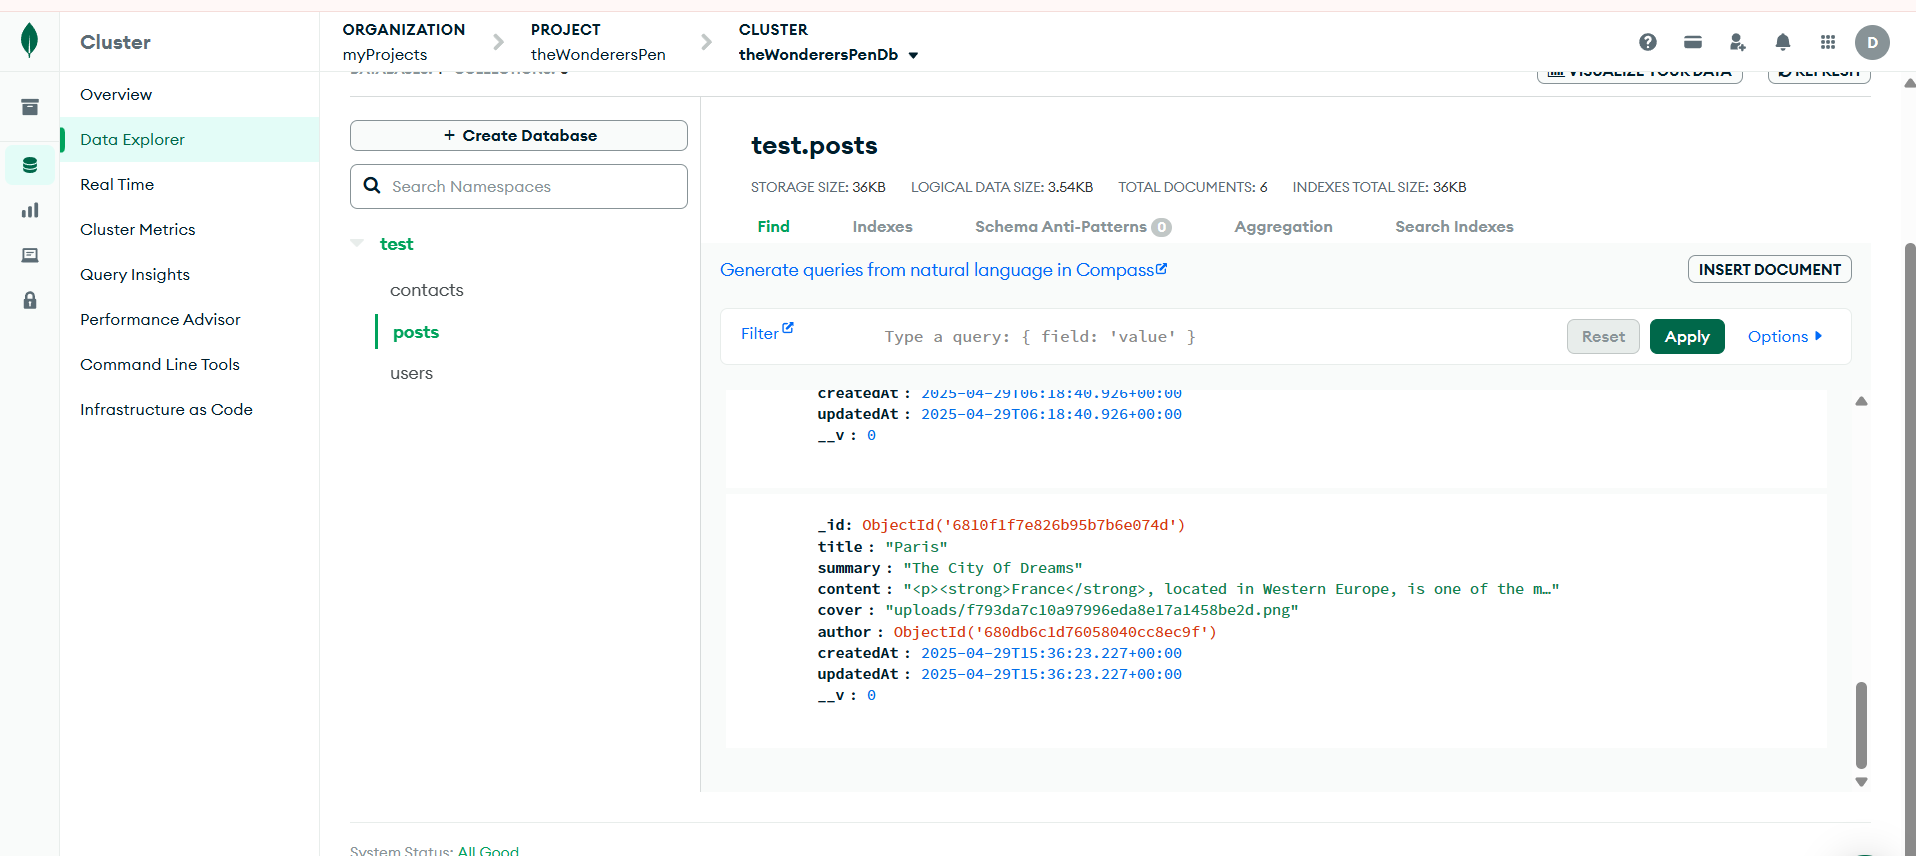 Cluster
ORGANIZATION
myProjects
PROJECT
theWonderersPen
CLUSTER
theWonderersPenDb
D
Overview
Data Explorer
Real Time
Cluster Metrics
Query Insights
Performance Advisor
Command Line Tools
Infrastructure as Code
VISUALIZE YOUR DATA
REFRESH
+ Create Database
Search Namespaces
test
contacts
posts
users
test.posts
STORAGE SIZE: 36KB LOGICAL DATA SIZE: 3.54KB TOTAL DOCUMENTS: 6 INDEXES TOTAL SIZE: 36KB
Find Indexes Schema Anti-Patterns 0 Aggregation Search Indexes
Generate queries from natural language in Compass
INSERT DOCUMENT
Filter
Type a query: { field: 'value' }
Reset
Apply
Options
createdAt : 2025-04-29T06:18:40.926+00:00
updatedAt : 2025-04-29T06:18:40.926+00:00
__v : 0
_id: ObjectId('6810f1f7e826b95b7b6e074d')
title : "Paris"
summary : "The City Of Dreams"
content : "<p><strong>France</strong>, located in Western Europe, is one of the m…"
cover : "uploads/f793da7c10a97996eda8e17a1458be2d.png"
author : ObjectId('680db6c1d76058040cc8ec9f')
createdAt : 2025-04-29T15:36:23.227+00:00
updatedAt : 2025-04-29T15:36:23.227+00:00
__v : 0
System Status: All Good